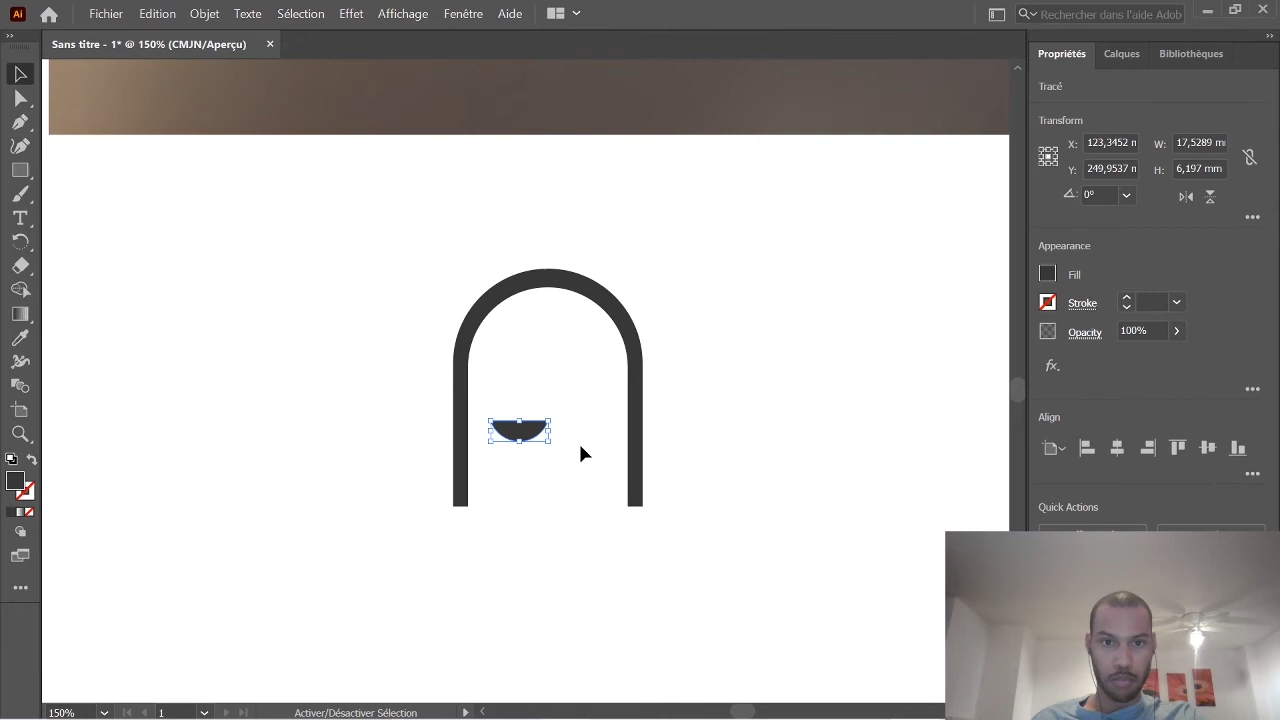 Ai Fichier Edition Objet Texte Sélection Effet Affichage Fenêtre Aide Rechercher dans l'aide Adob
Sans titre - 1* @ 150% (CMJN/Aperçu)
Propriétés Calques Bibliothèques
Tracé
Transform
X: 123,3452 n W: 17,5289 m
Y: 249,9537 n H: 6,197 mm
0°
Appearance
Fill
Stroke
Opacity 100%
fx.
Align
Quick Actions
150% 1 Activer/Désactiver Sélection